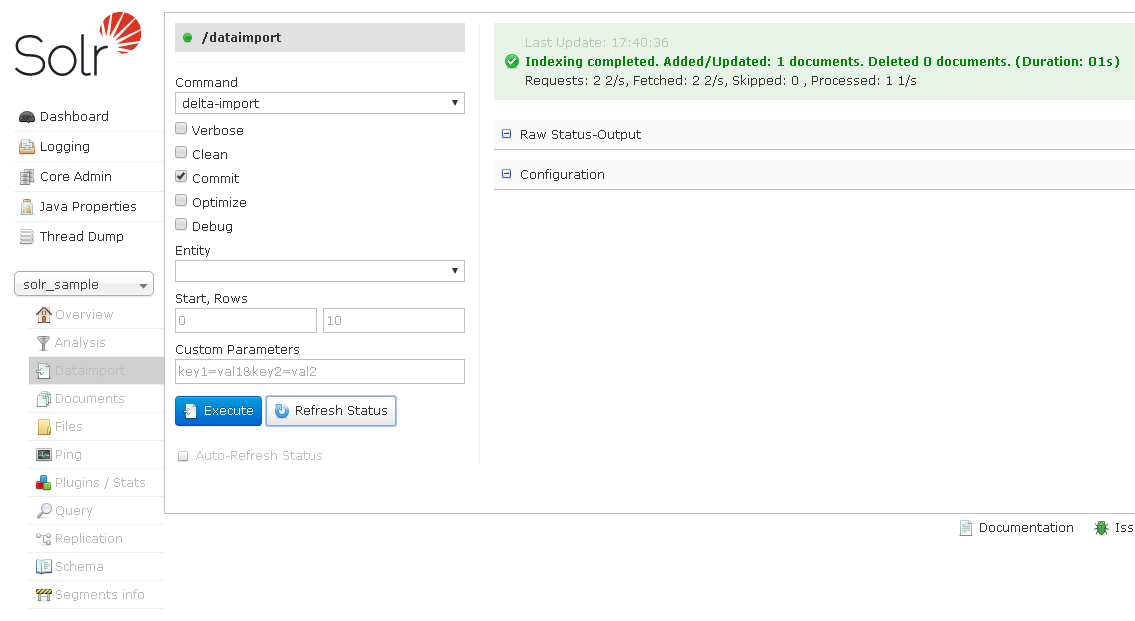 Solr
Dashboard
Logging
Core Admin
Java Properties
Thread Dump
solr_sample
Overview
Analysis
Dataimport
Documents
Files
Ping
Plugins / Stats
Query
Replication
Schema
Segments info
/dataimport
Command
delta-import
Verbose
Clean
Commit
Optimize
Debug
Entity
Start, Rows
0 10
Custom Parameters
key1=val1&key2=val2
Execute Refresh Status
Auto-Refresh Status
Last Update: 17:40:36
Indexing completed. Added/Updated: 1 documents. Deleted 0 documents. (Duration: 01s)
Requests: 2 2/s, Fetched: 2 2/s, Skipped: 0 , Processed: 1 1/s
Raw Status-Output
Configuration
Documentation Iss